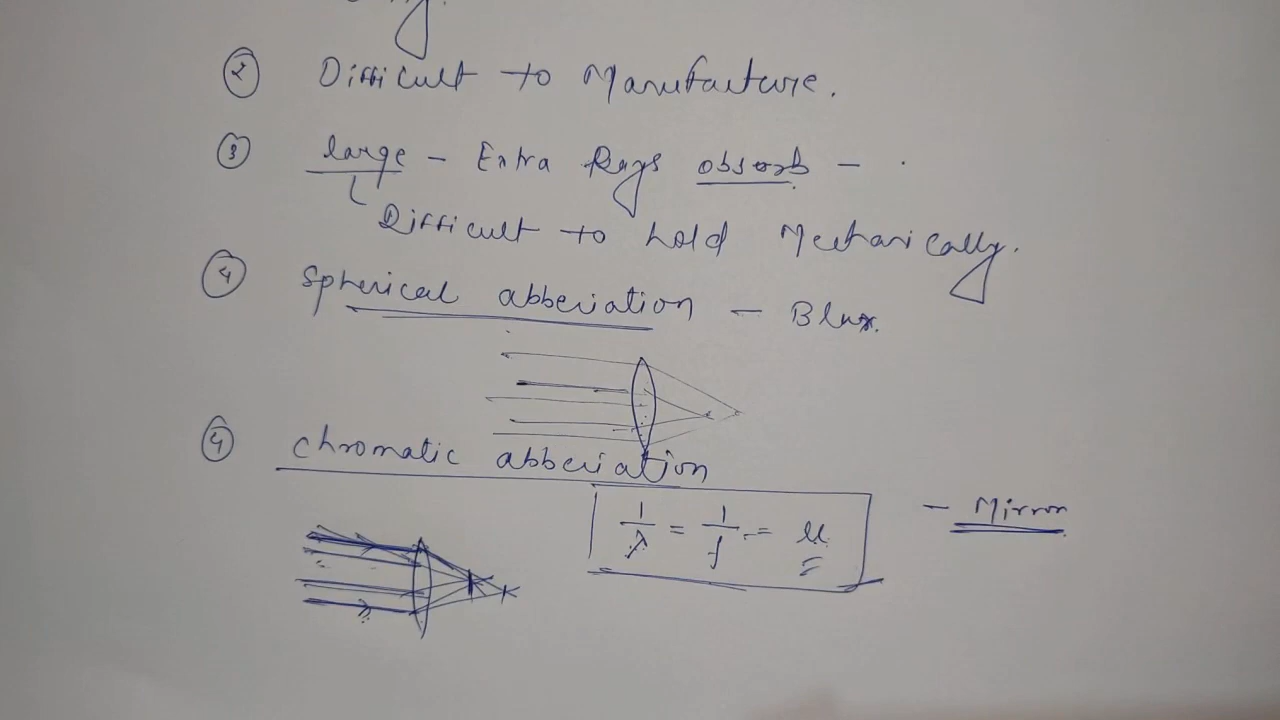 ② Difficult to Manufacture.
③ large - Extra Rays absorb -
Difficult to hold Mechanically.
④ Spherical abberiation - Blur.
④ chromatic abberiation
1/λ = 1/f = μ
- Mirror